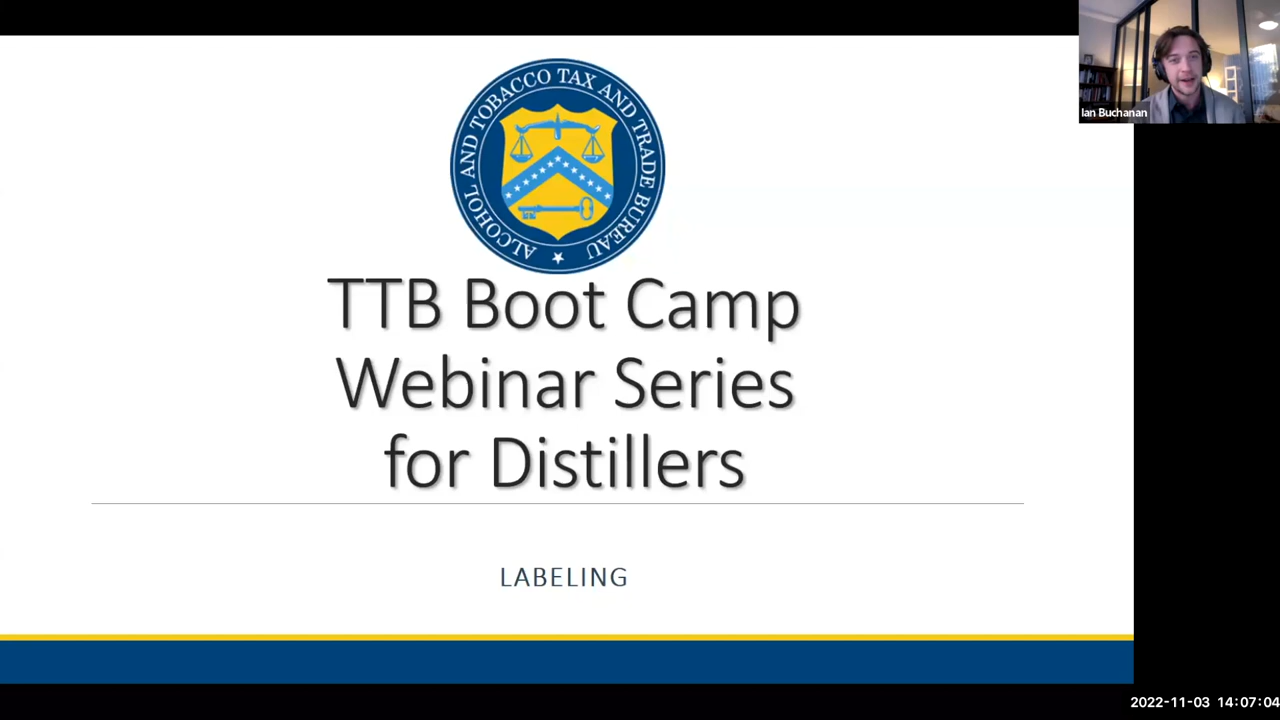 ALCOHOL AND TOBACCO TAX AND TRADE BUREAU
Ian Buchanan
TTB Boot Camp
Webinar Series
for Distillers
LABELING
2022-11-03 14:07:04